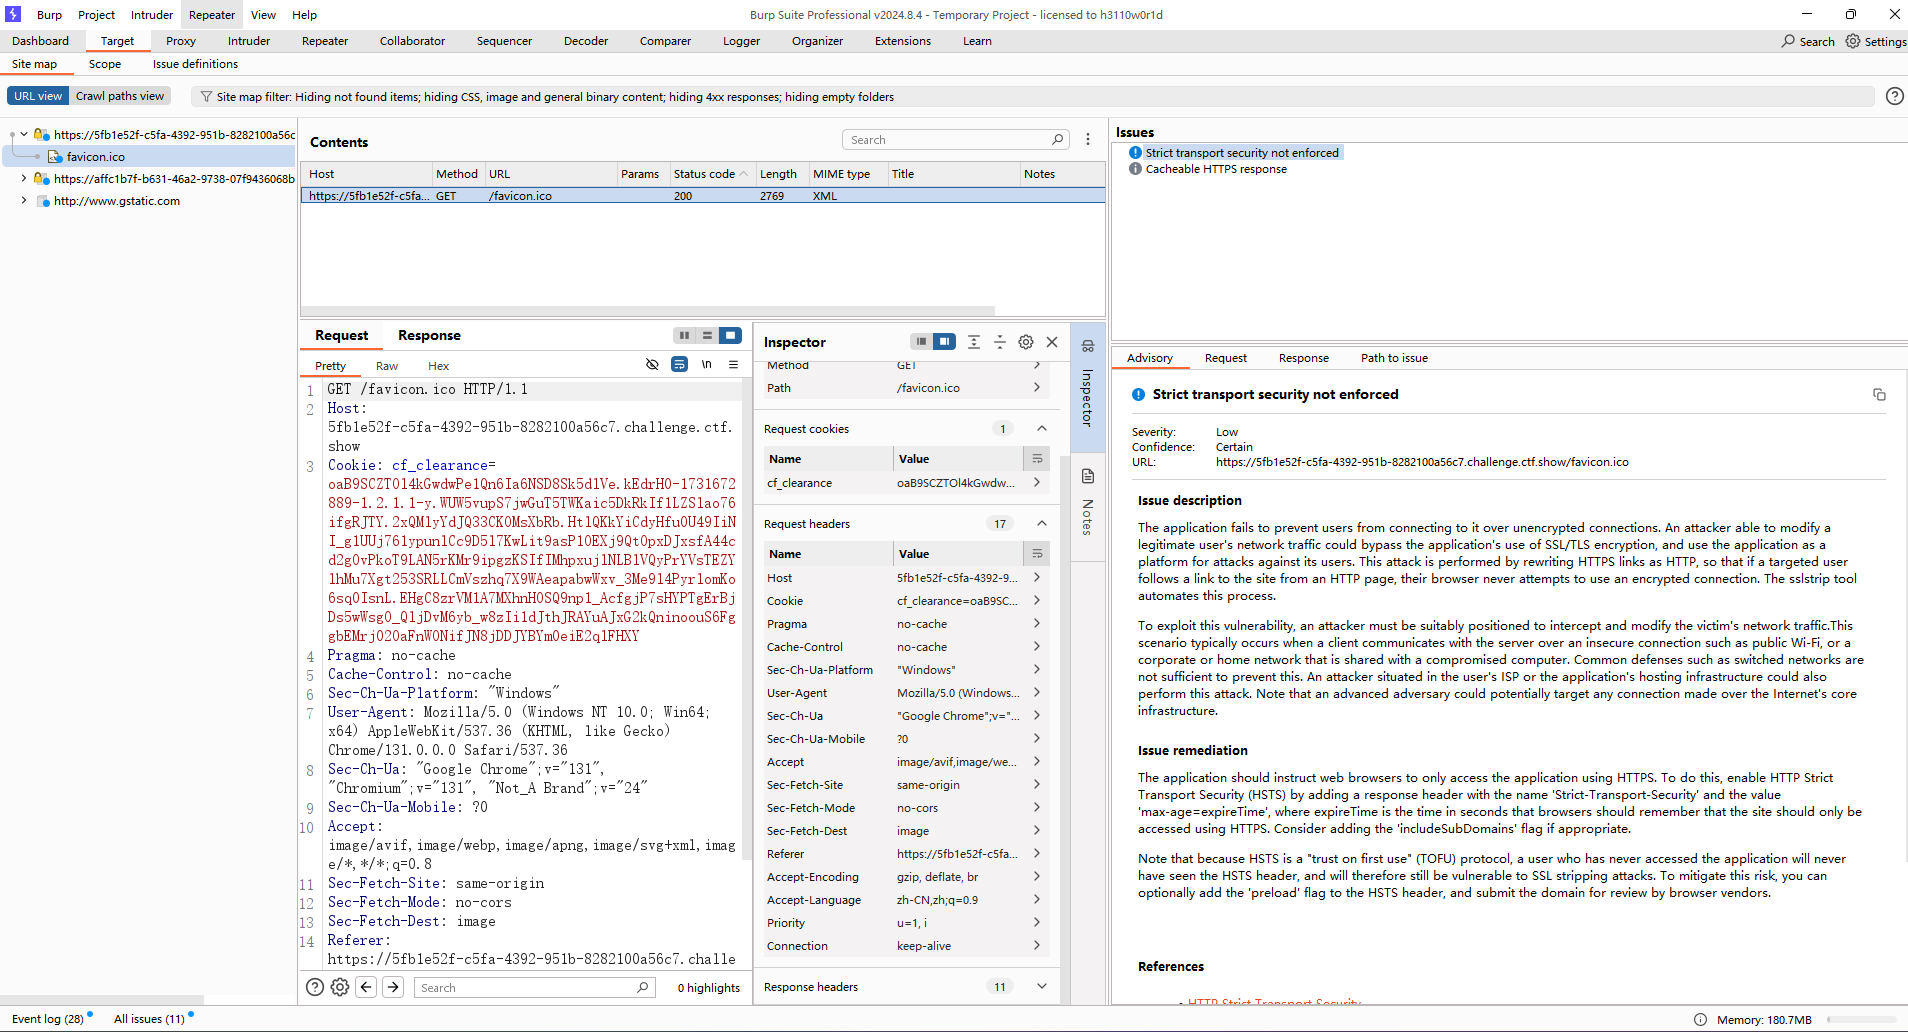 Burp Project Intruder Repeater View Help Burp Suite Professional v2024.8.4 - Temporary Project - licensed to h3110w0r1d
Dashboard Target Proxy Intruder Repeater Collaborator Sequencer Decoder Comparer Logger Organizer Extensions Learn Search Settings
Site map Scope Issue definitions
URL view Crawl paths view Site map filter: Hiding not found items; hiding CSS, image and general binary content; hiding 4xx responses; hiding empty folders
https://5fb1e52f-c5fa-4392-951b-8282100a56c
favicon.ico
https://affc1b7f-b631-46a2-9738-07f9436068b
http://www.gstatic.com
Contents Search
Host Method URL Params Status code Length MIME type Title Notes
https://5fb1e52f-c5fa... GET /favicon.ico 200 2769 XML
Request Response
Pretty Raw Hex \n
1 GET /favicon.ico HTTP/1.1
2 Host:
5fb1e52f-c5fa-4392-951b-8282100a56c7.challenge.ctf.
show
3 Cookie: cf_clearance=
4 Pragma: no-cache
5 Cache-Control: no-cache
6 Sec-Ch-Ua-Platform: "Windows"
7 User-Agent: Mozilla/5.0 (Windows NT 10.0; Win64;
x64) AppleWebKit/537.36 (KHTML, like Gecko)
Chrome/131.0.0.0 Safari/537.36
8 Sec-Ch-Ua: "Google Chrome";v="131",
"Chromium";v="131", "Not_A Brand";v="24"
9 Sec-Ch-Ua-Mobile: ?0
10 Accept:
image/avif,image/webp,image/apng,image/svg+xml,imag
e/*,*/*;q=0.8
11 Sec-Fetch-Site: same-origin
12 Sec-Fetch-Mode: no-cors
13 Sec-Fetch-Dest: image
14 Referer:
https://5fb1e52f-c5fa-4392-951b-8282100a56c7.challe
Search 0 highlights
Inspector
Method GET
Path /favicon.ico
Request cookies 1
Name Value
cf_clearance oaB9SCZTOl4kGwdw...
Request headers 17
Name Value
Host 5fb1e52f-c5fa-4392-9...
Cookie cf_clearance=oaB9SC...
Pragma no-cache
Cache-Control no-cache
Sec-Ch-Ua-Platform "Windows"
User-Agent Mozilla/5.0 (Windows...
Sec-Ch-Ua "Google Chrome";v="...
Sec-Ch-Ua-Mobile ?0
Accept image/avif,image/we...
Sec-Fetch-Site same-origin
Sec-Fetch-Mode no-cors
Sec-Fetch-Dest image
Referer https://5fb1e52f-c5fa...
Accept-Encoding gzip, deflate, br
Accept-Language zh-CN,zh;q=0.9
Priority u=1, i
Connection keep-alive
Response headers 11
Inspector
Notes
Issues
Strict transport security not enforced
Cacheable HTTPS response
Advisory Request Response Path to issue
Strict transport security not enforced
Severity: Low
Confidence: Certain
URL: https://5fb1e52f-c5fa-4392-951b-8282100a56c7.challenge.ctf.show/favicon.ico
Issue description
The application fails to prevent users from connecting to it over unencrypted connections. An attacker able to modify a
legitimate user's network traffic could bypass the application's use of SSL/TLS encryption, and use the application as a
platform for attacks against its users. This attack is performed by rewriting HTTPS links as HTTP, so that if a targeted user
follows a link to the site from an HTTP page, their browser never attempts to use an encrypted connection. The sslstrip tool
automates this process.
To exploit this vulnerability, an attacker must be suitably positioned to intercept and modify the victim's network traffic.This
scenario typically occurs when a client communicates with the server over an insecure connection such as public Wi-Fi, or a
corporate or home network that is shared with a compromised computer. Common defenses such as switched networks are
not sufficient to prevent this. An attacker situated in the user's ISP or the application's hosting infrastructure could also
perform this attack. Note that an advanced adversary could potentially target any connection made over the Internet's core
infrastructure.
Issue remediation
The application should instruct web browsers to only access the application using HTTPS. To do this, enable HTTP Strict
Transport Security (HSTS) by adding a response header with the name 'Strict-Transport-Security' and the value
'max-age=expireTime', where expireTime is the time in seconds that browsers should remember that the site should only be
accessed using HTTPS. Consider adding the 'includeSubDomains' flag if appropriate.
Note that because HSTS is a "trust on first use" (TOFU) protocol, a user who has never accessed the application will never
have seen the HSTS header, and will therefore still be vulnerable to SSL stripping attacks. To mitigate this risk, you can
optionally add the 'preload' flag to the HSTS header, and submit the domain for review by browser vendors.
References
HTTP Strict Transport Security
Event log (28) All issues (11) Memory: 180.7MB